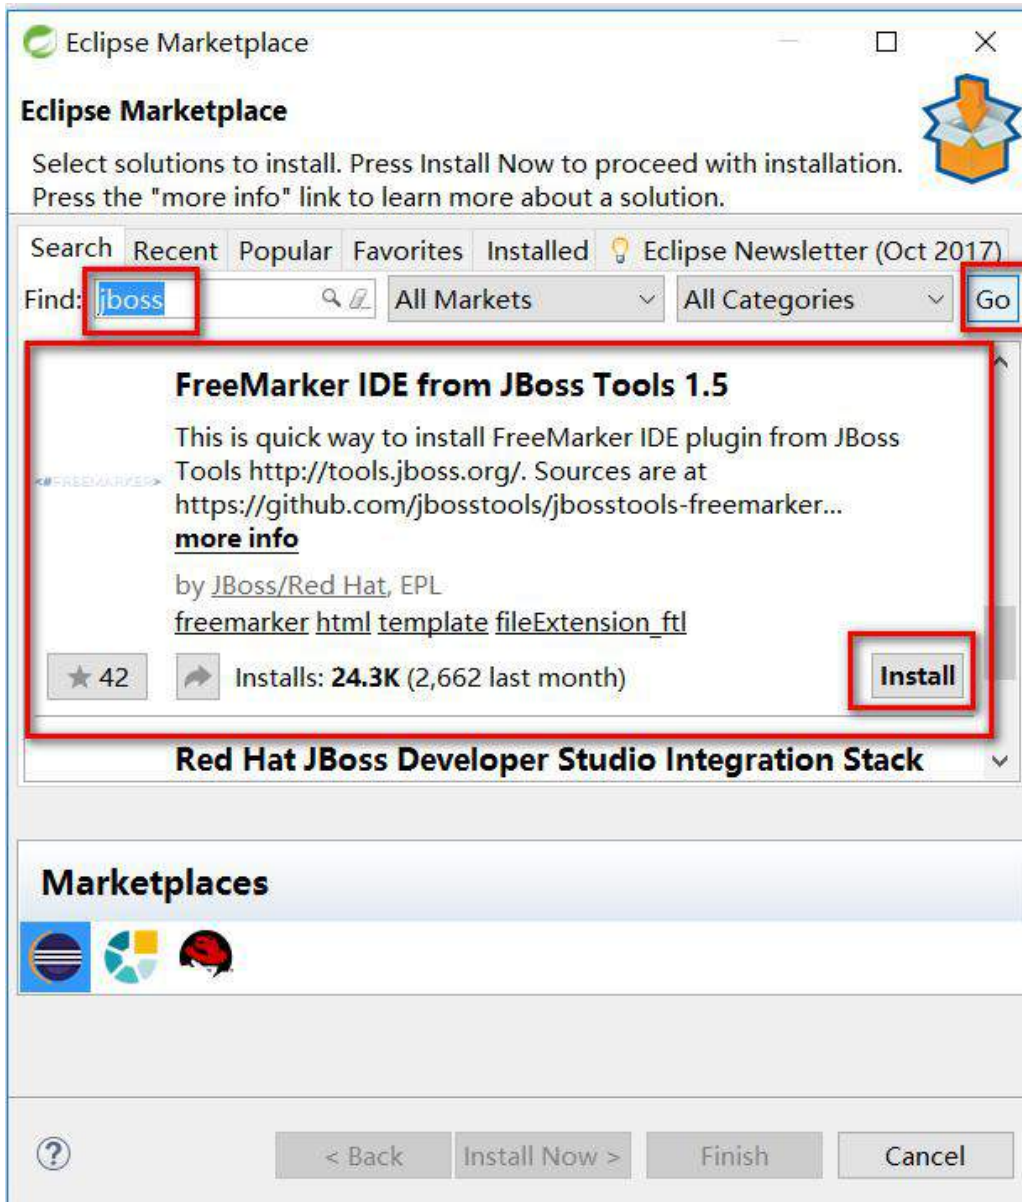 Eclipse Marketplace
Eclipse Marketplace
Select solutions to install. Press Install Now to proceed with installation.
Press the "more info" link to learn more about a solution.
Search Recent Popular Favorites Installed Eclipse Newsletter (Oct 2017)
Find: jboss All Markets All Categories Go
FreeMarker IDE from JBoss Tools 1.5
This is quick way to install FreeMarker IDE plugin from JBoss
Tools http://tools.jboss.org/. Sources are at
<#FREEMARKER>
https://github.com/jbosstools/jbosstools-freemarker...
more info
by JBoss/Red Hat, EPL
freemarker html template fileExtension_ftl
42 Installs: 24.3K (2,662 last month) Install
Red Hat JBoss Developer Studio Integration Stack
Marketplaces
? < Back Install Now > Finish Cancel